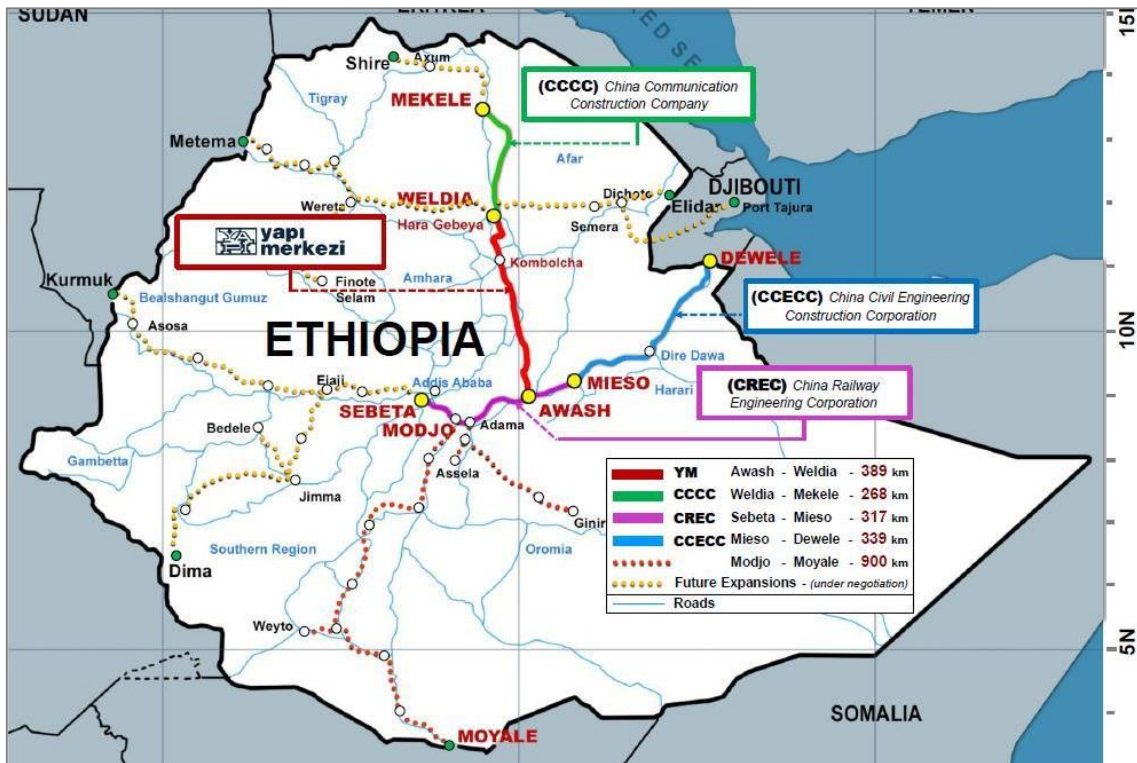 SUDAN
ERITREA
YEMEN
15N
RED SEA
Shire
Axum
(CCCC) China Communication
Construction Company
Tigray
MEKELE
Metema
Afar
WELDIA
Wereta
Hara Gebeya
Dichoto
DJIBOUTI
Elidar
Port Tajura
Semera
yapı
merkezi
Kombolcha
DEWELE
Amhara
Finote
Selam
Kurmuk
Bealshangut Gumuz
(CCECC) China Civil Engineering
Construction Corporation
Asosa
10N
ETHIOPIA
Dire Dawa
Ejaji
Addis Ababa
MIESO
Harari
(CREC) China Railway
Engineering Corporation
SEBETA
AWASH
MODJO
Adama
Bedele
Gambetta
Assela
Jimma
Ginir
YM Awash - Weldia - 389 km
CCCC Weldia - Mekele - 268 km
CREC Sebeta - Mieso - 317 km
CCECC Mieso - Dewele - 339 km
Modjo - Moyale - 900 km
Future Expansions - (under negotiation)
Roads
Southern Region
Oromia
Dima
Weyto
5N
SOMALIA
MOYALE